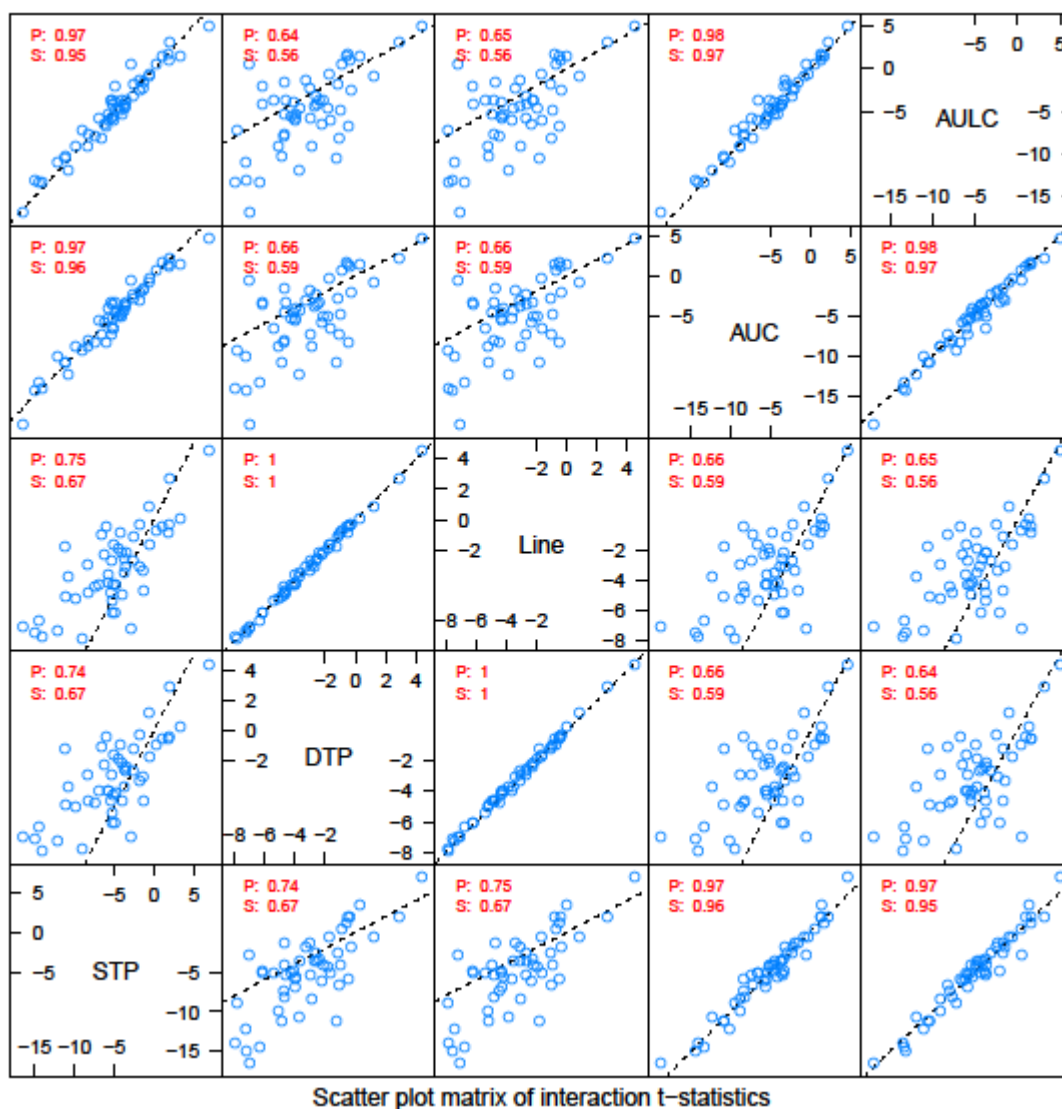 P: 0.97
S: 0.95
P: 0.64
S: 0.56
P: 0.65
S: 0.56
P: 0.98
S: 0.97
5
0
−5
AULC
−5 0 5
−5
−10
−15
−15 −10 −5
P: 0.97
S: 0.96
P: 0.66
S: 0.59
P: 0.66
S: 0.59
5
0
−5
AUC
−5 0 5
−5
−10
−15
−15 −10 −5
P: 0.98
S: 0.97
P: 0.75
S: 0.67
P: 1
S: 1
4
2
0
−2
Line
−2 0 2 4
−2
−4
−6
−8
−8 −6 −4 −2
P: 0.66
S: 0.59
P: 0.65
S: 0.56
P: 0.74
S: 0.67
4
2
0
−2
DTP
−2 0 2 4
−2
−4
−6
−8
−8 −6 −4 −2
P: 1
S: 1
P: 0.66
S: 0.59
P: 0.64
S: 0.56
5
0
−5
STP
−5 0 5
−5
−10
−15
−15 −10 −5
P: 0.74
S: 0.67
P: 0.75
S: 0.67
P: 0.97
S: 0.96
P: 0.97
S: 0.95
Scatter plot matrix of interaction t−statistics